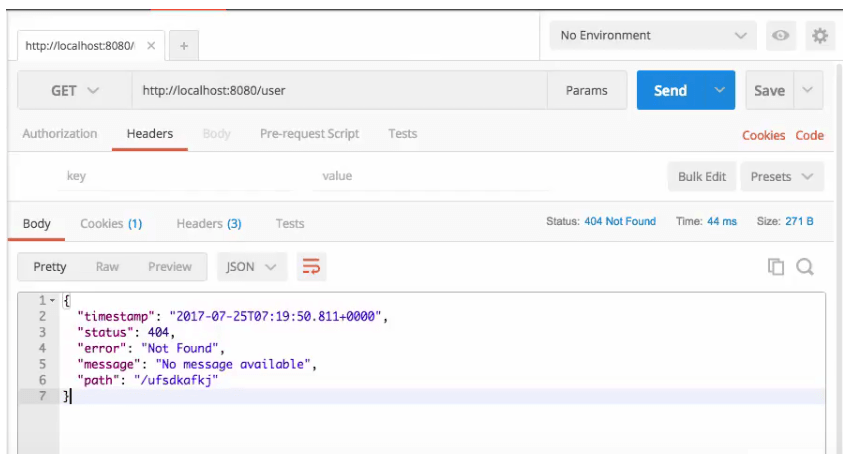 http://localhost:8080/ × +
No Environment
GET http://localhost:8080/user Params Send Save
Authorization Headers Body Pre-request Script Tests Cookies Code
key value Bulk Edit Presets
Body Cookies (1) Headers (3) Tests Status: 404 Not Found Time: 44 ms Size: 271 B
Pretty Raw Preview JSON
1 {
2 "timestamp": "2017-07-25T07:19:50.811+0000",
3 "status": 404,
4 "error": "Not Found",
5 "message": "No message available",
6 "path": "/ufsdkafkj"
7 }